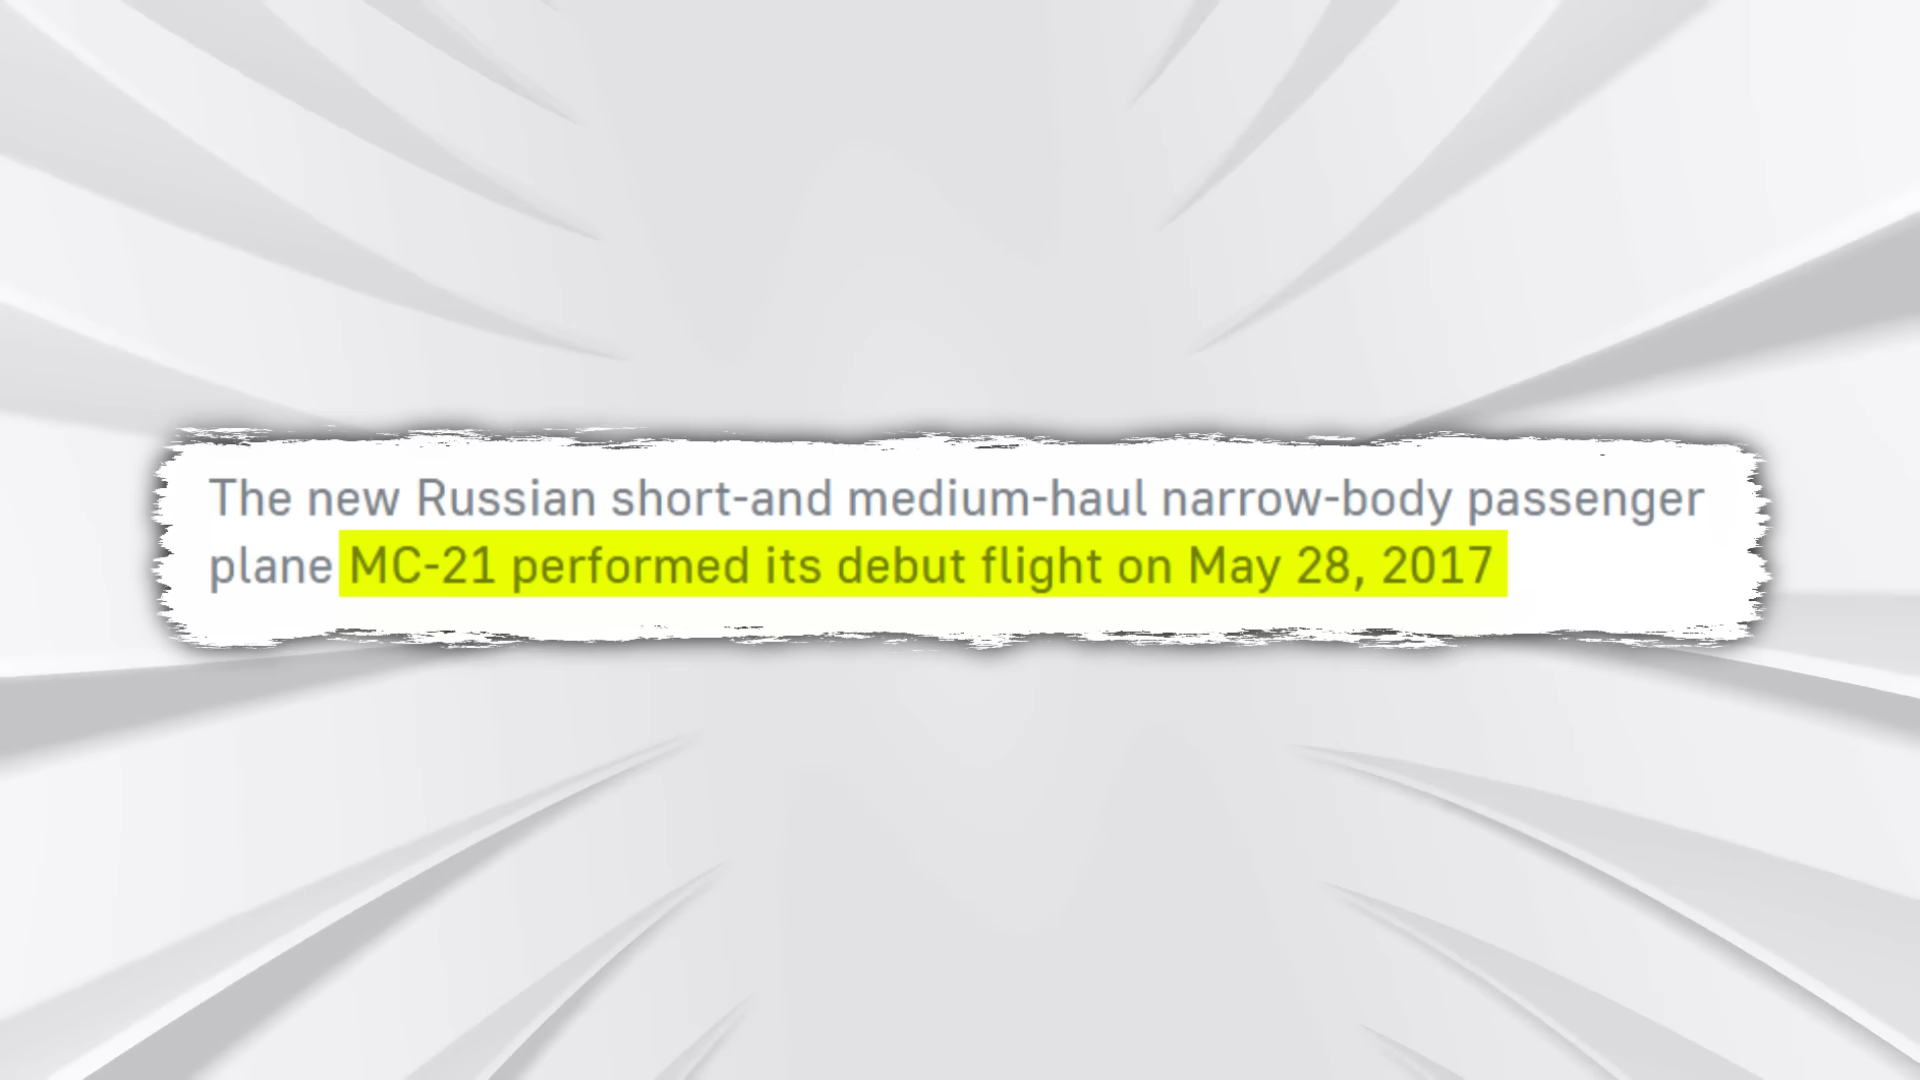 The new Russian short-and medium-haul narrow-body passenger
plane MC-21 performed its debut flight on May 28, 2017